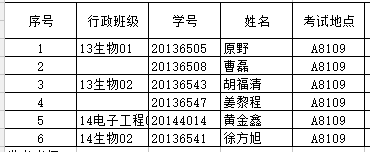 序号 行政班级 学号 姓名 考试地点
1 13生物01 20136505 原野 A8109
2 20136508 曹磊 A8109
3 13生物02 20136543 胡福清 A8109
4 20136547 姜黎程 A8109
5 14电子工程 20144014 黄金鑫 A8109
6 14生物02 20136541 徐方旭 A8109